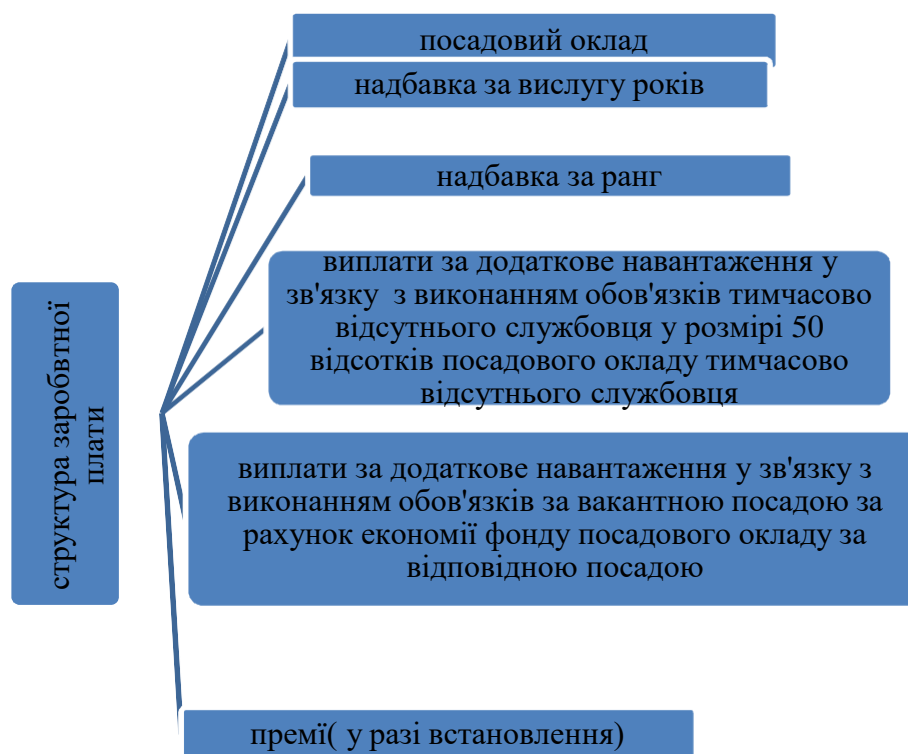 структура заробвтної
плати
посадовий оклад
надбавка за вислугу років
надбавка за ранг
виплати за додаткове навантаження у
зв'язку з виконанням обов'язків тимчасово
відсутнього службовця у розмірі 50
відсотків посадового окладу тимчасово
відсутнього службовця
виплати за додаткове навантаження у зв'язку з
виконанням обов'язків за вакантною посадою за
рахунок економії фонду посадового окладу за
відповідною посадою
премії( у разі встановлення)